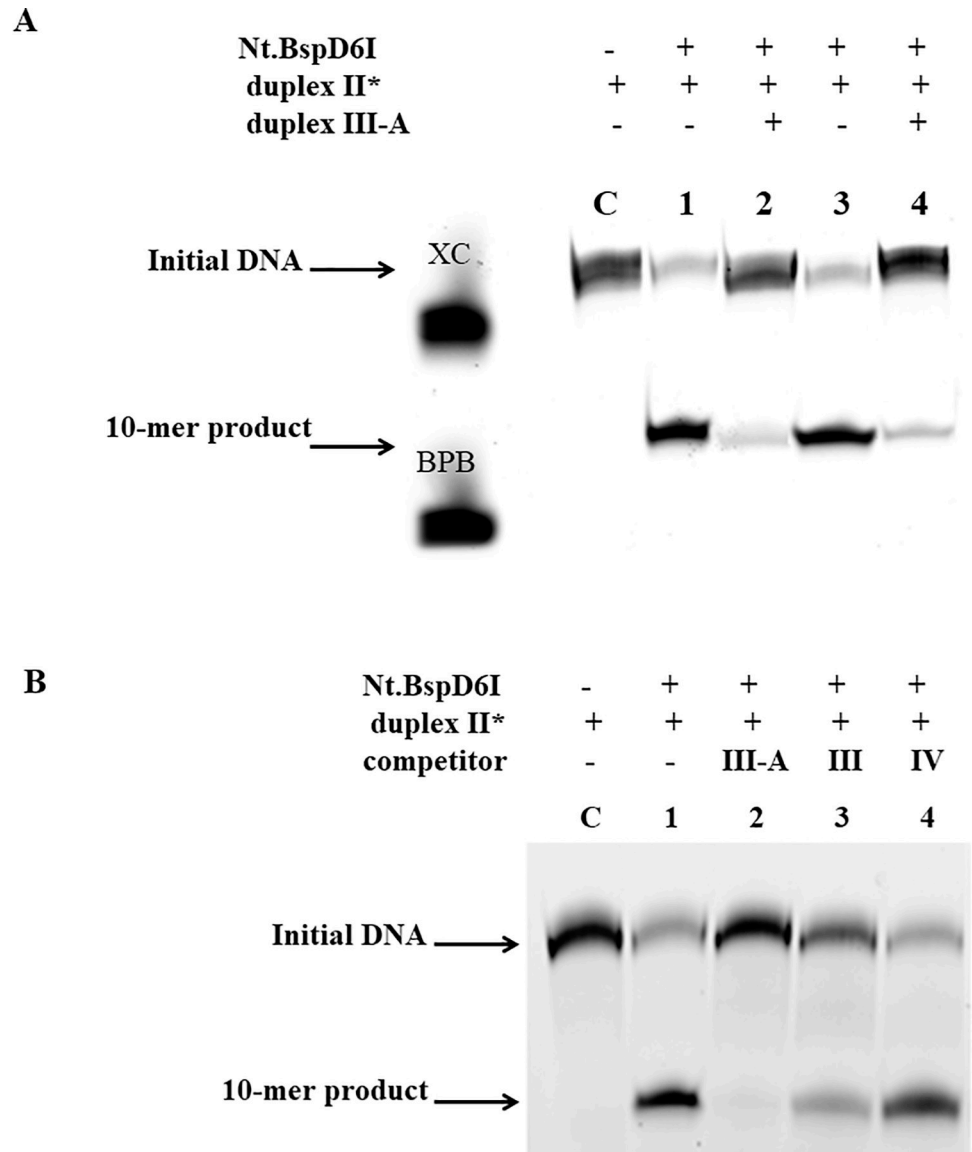 A
Nt.BspD6I - + + + +
duplex II* + + + + +
duplex III-A - - + - +
C 1 2 3 4
XC
Initial DNA
10-mer product
BPB
B
Nt.BspD6I - + + + +
duplex II* + + + + +
competitor - - III-A III IV
C 1 2 3 4
Initial DNA
10-mer product